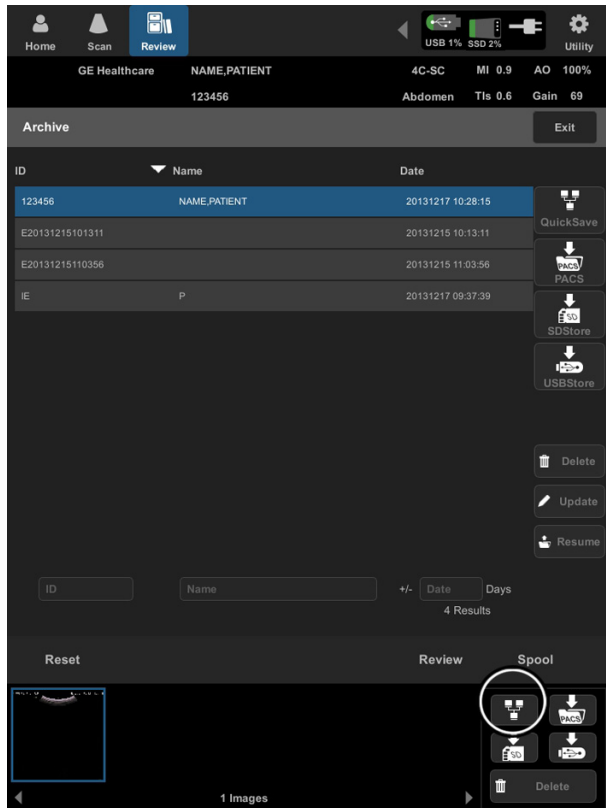 Home Scan Review USB 1% SSD 2% Utility
GE Healthcare NAME,PATIENT 4C-SC MI 0.9 AO 100%
123456 Abdomen TIs 0.6 Gain 69
Archive Exit
ID Name Date
123456 NAME,PATIENT 20131217 10:28:15
QuickSave
E20131215101311 20131215 10:13:11
E20131215110356 20131215 11:03:56
PACS
PACS
IE P 20131217 09:37:39
SD
SDStore
USBStore
Delete
Update
Resume
ID Name +/- Date Days
4 Results
Reset Review Spool
PACS
SD
Delete
1 Images